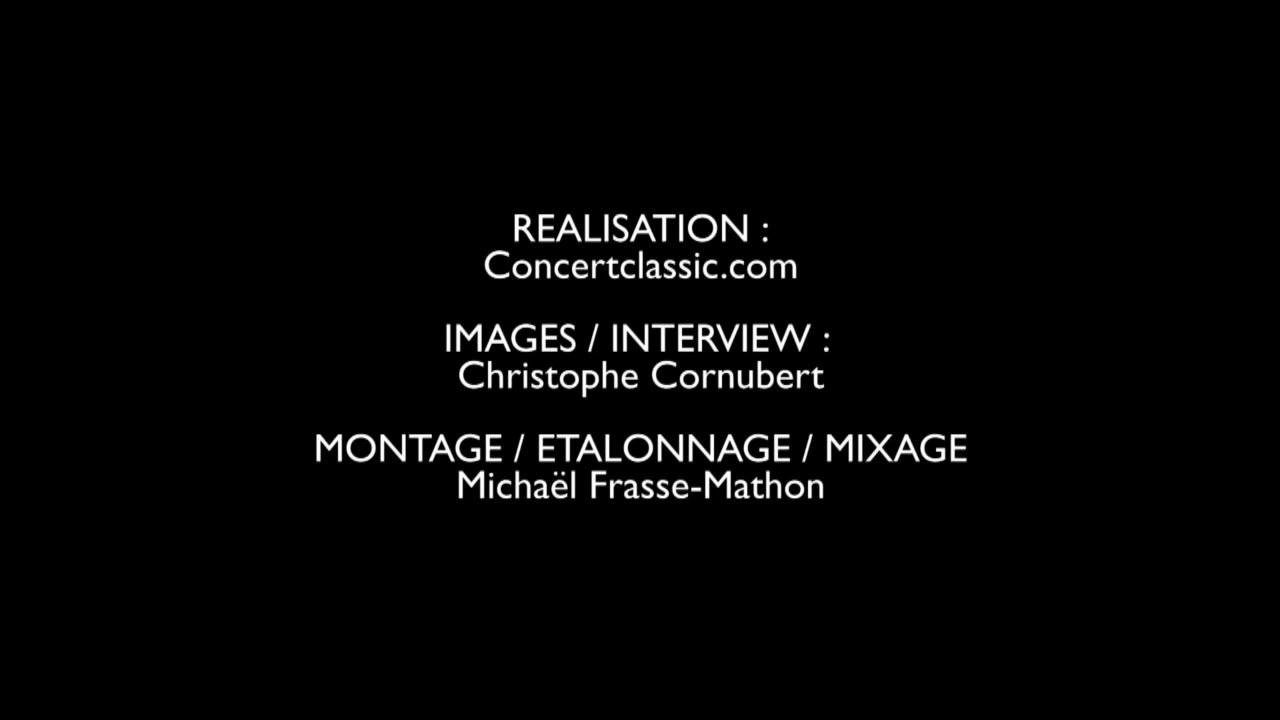 REALISATION :
Concertclassic.com
IMAGES / INTERVIEW :
Christophe Cornubert
MONTAGE / ETALONNAGE / MIXAGE
Michaël Frasse-Mathon